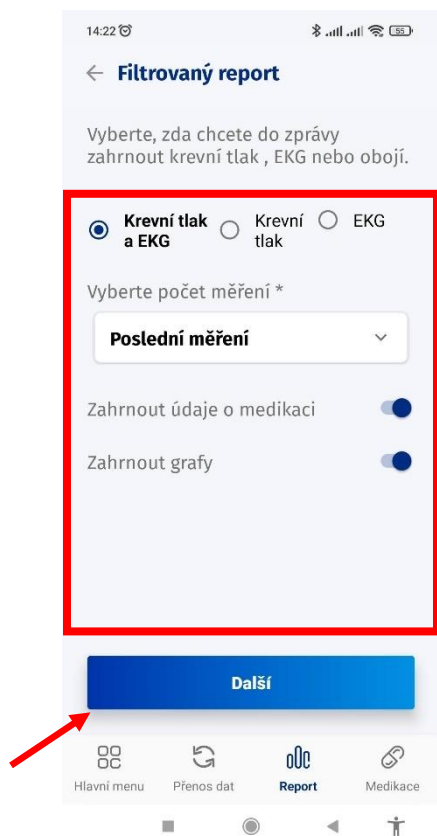 14:22
55
Filtrovaný report
Vyberte, zda chcete do zprávy
zahrnout krevní tlak , EKG nebo obojí.
Krevní tlak
a EKG
Krevní
tlak
EKG
Vyberte počet měření *
Poslední měření
Zahrnout údaje o medikaci
Zahrnout grafy
Další
Hlavní menu
Přenos dat
Report
Medikace